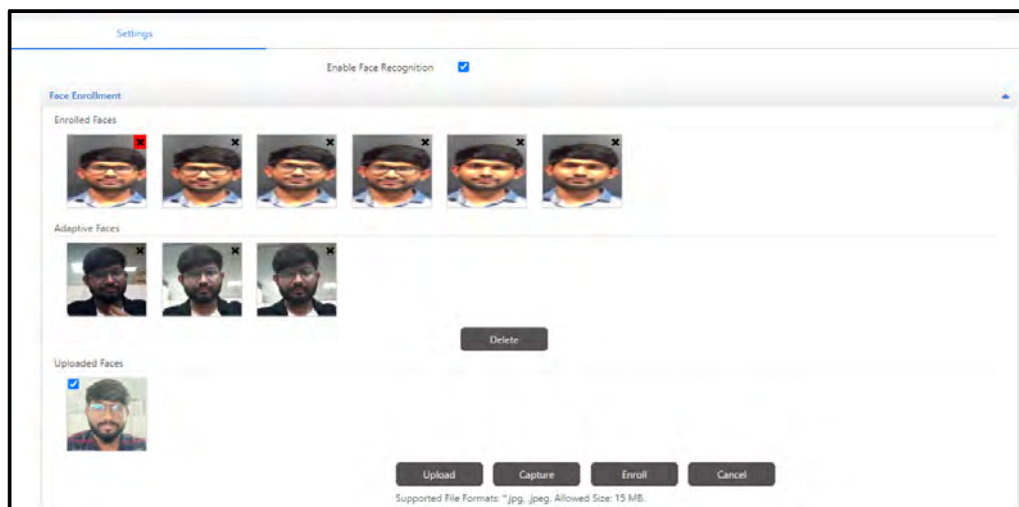 Settings
Enable Face Recognition
Face Enrollment
Enrolled Faces
Adaptive Faces
Delete
Uploaded Faces
Upload Capture Enroll Cancel
Supported File Formats: *.jpg, .jpeg. Allowed Size: 15 MB.